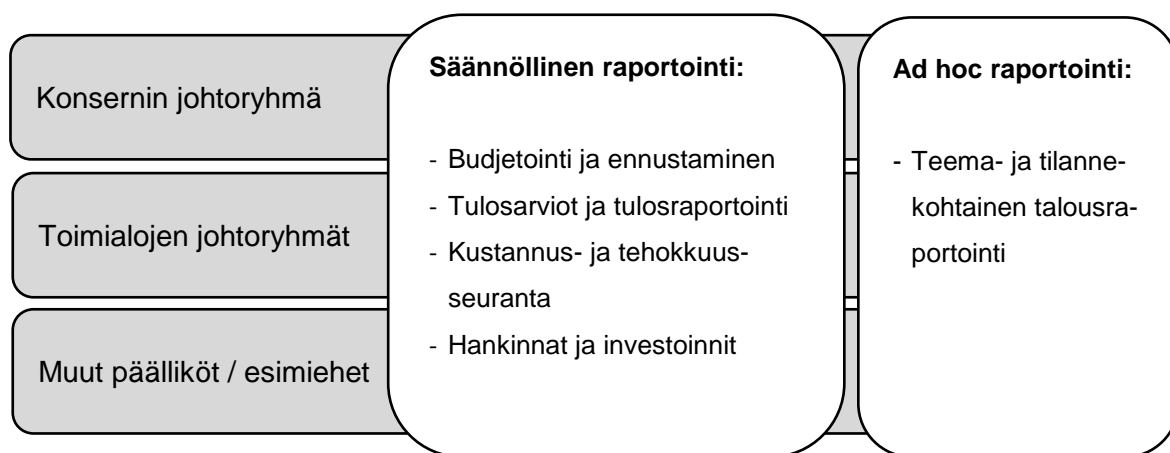 Konsernin johtoryhmä
Toimialojen johtoryhmät
Muut päälliköt / esimiehet
Säännöllinen raportointi:
- Budjetointi ja ennustaminen
- Tulosarviot ja tulosraportointi
- Kustannus- ja tehokkuus-
seuranta
- Hankinnat ja investoinnit
Ad hoc raportointi:
- Teema- ja tilanne-
kohtainen talousra-
portointi